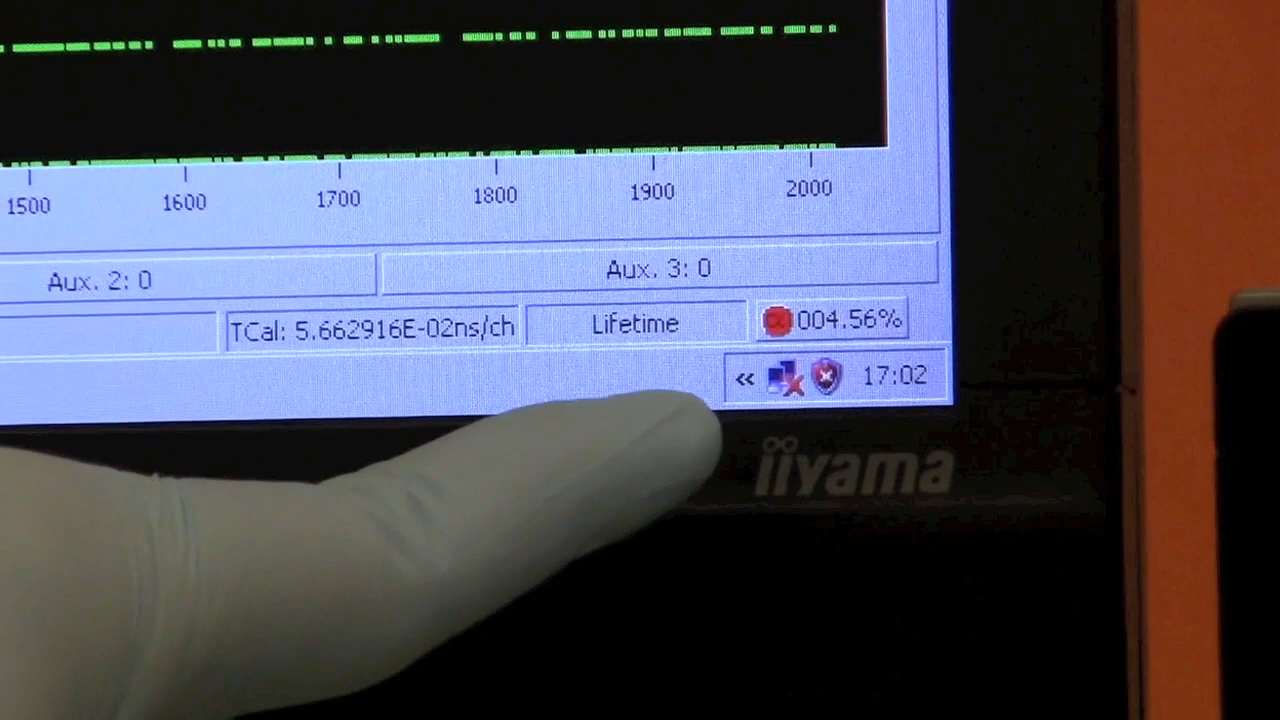 1500 1600 1700 1800 1900 2000
Aux. 2: 0 Aux. 3: 0
TCal: 5.662916E-02ns/ch Lifetime α 004.56%
« 17:02
iiyama